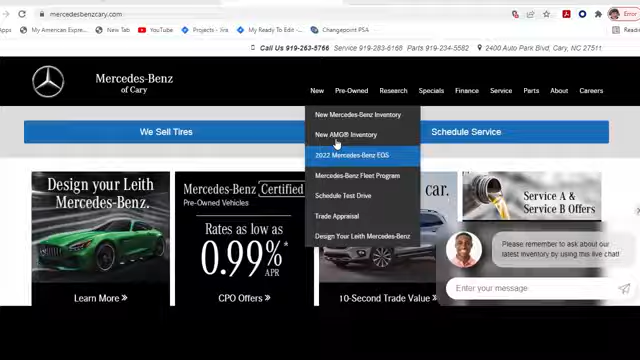 mercedesbenzcary.com
Error
Apps
My American Expre...
New Tab
YouTube
Projects
My Ready To Edit -...
Changepoint PSA
Readi
Call Us 919-263-5766 Service 919-283-6168 Parts 919-234-5582 2400 Auto Park Blvd, Cary, NC 27511
Mercedes-Benz
of Cary
New Pre-Owned Research Specials Finance Service Parts About Careers
New Mercedes-Benz Inventory
New AMG® Inventory
2022 Mercedes-Benz EQS
Mercedes-Benz Fleet Program
Schedule Test Drive
Trade Appraisal
Design Your Leith Mercedes-Benz
We Sell Tires
Schedule Service
Design your Leith
Mercedes-Benz.
Learn More »
Mercedes-Benz Certified
Pre-Owned Vehicles
Rates as low as
0.99%*
APR
CPO Offers »
car.
10-Second Trade Value »
Service A &
Service B Offers
Please remember to ask about our
latest inventory by using this live chat!
Enter your message